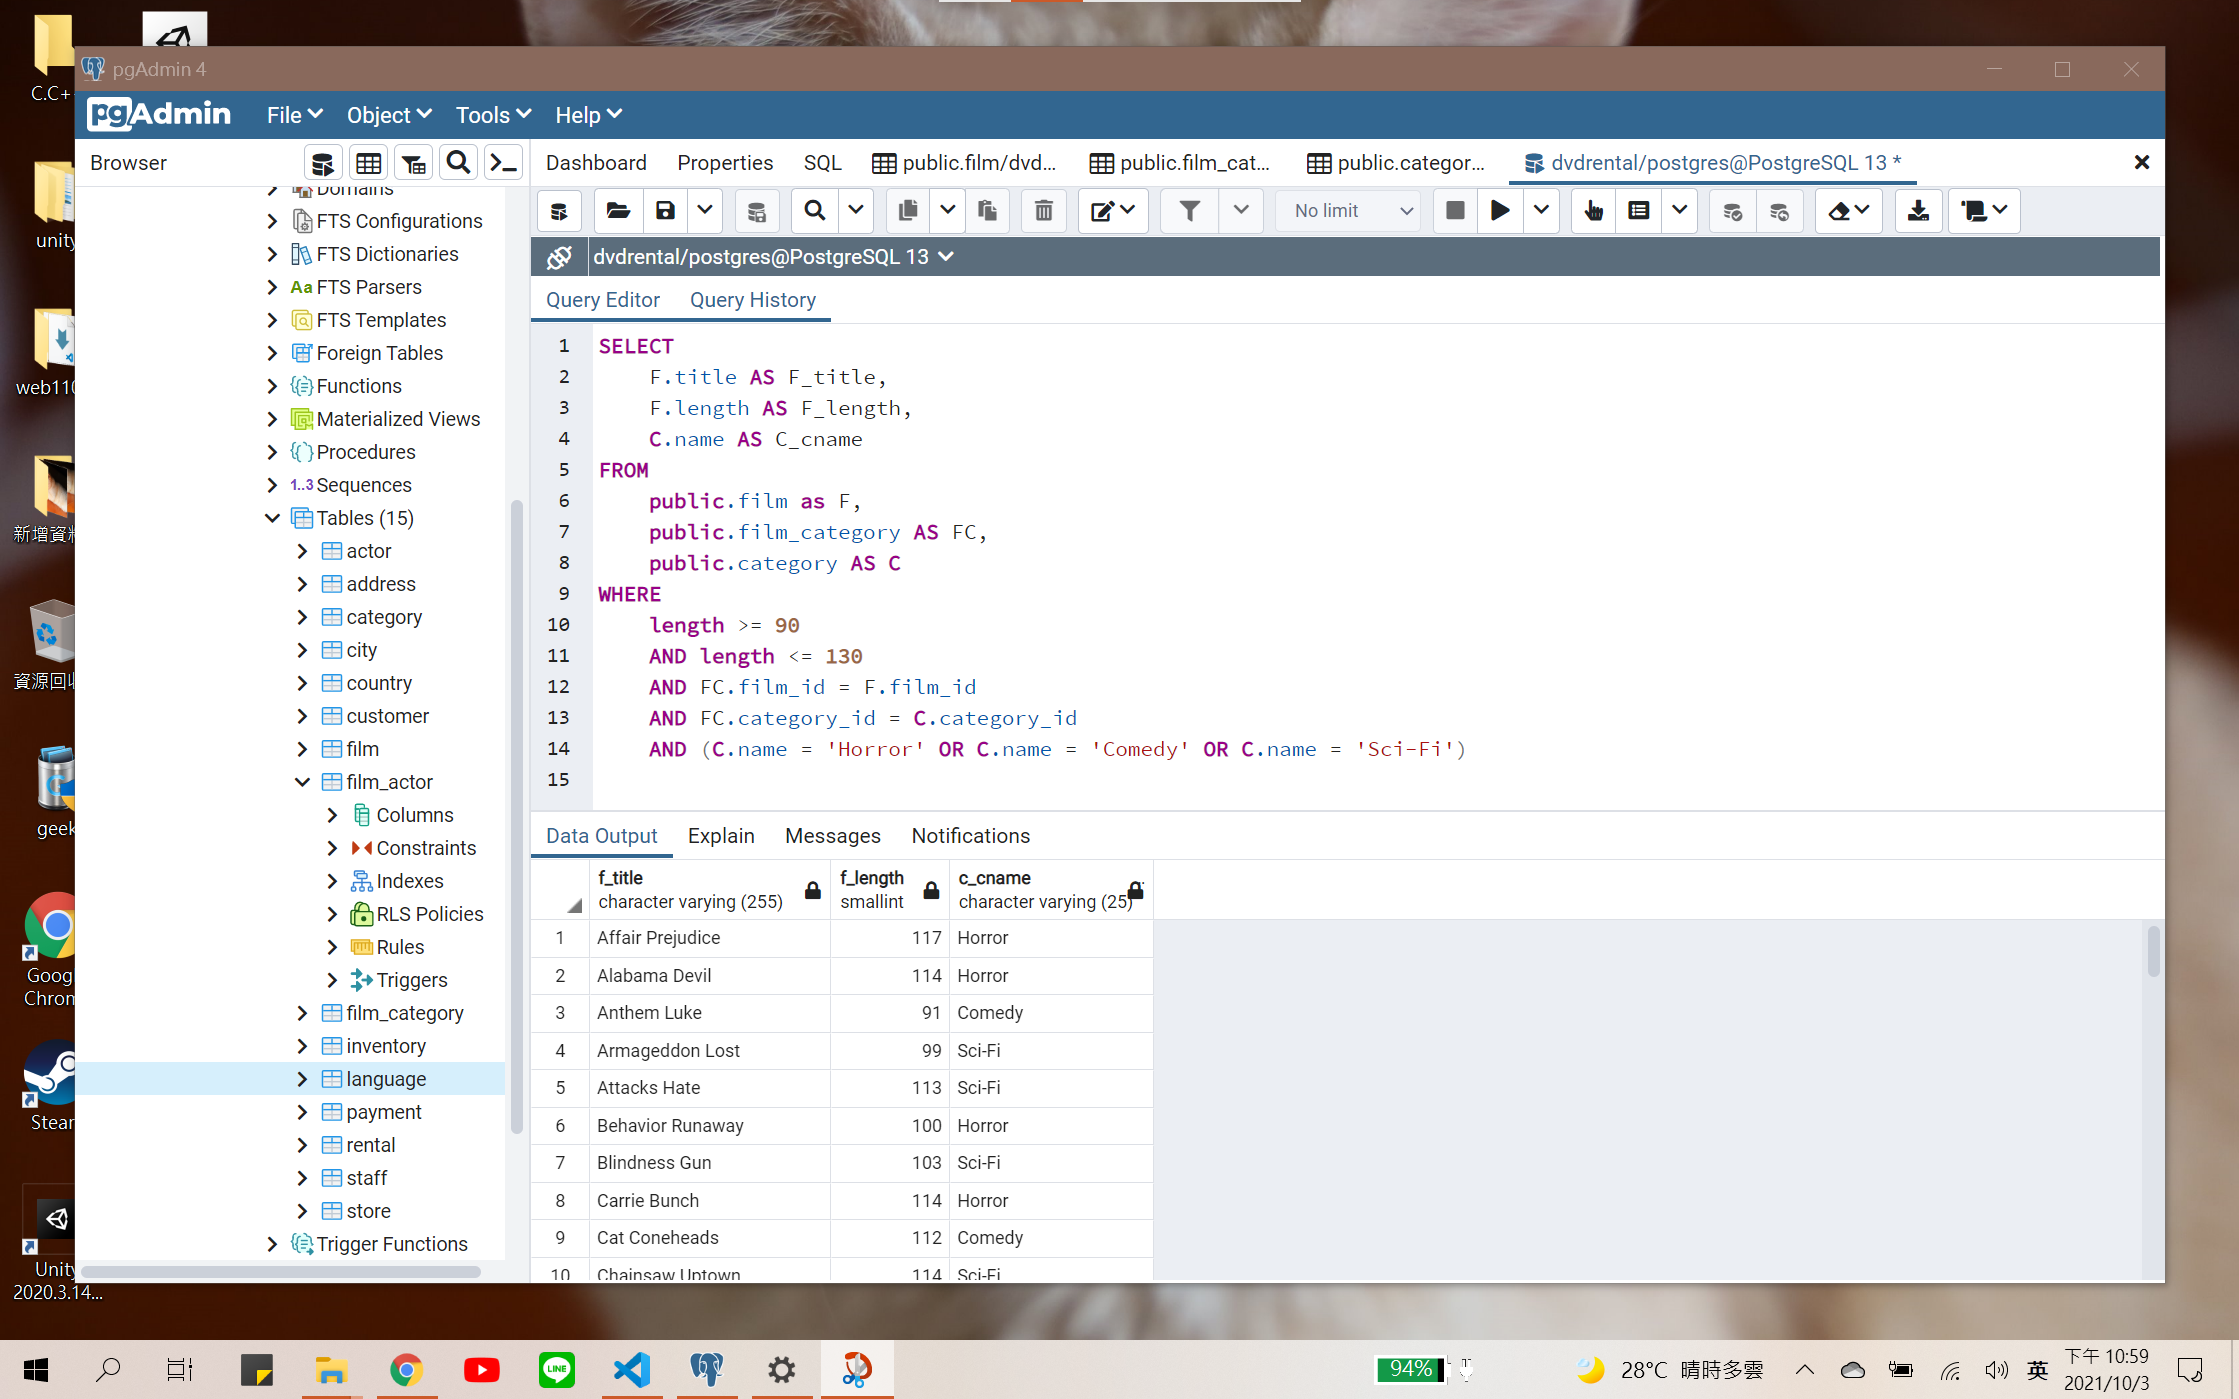 C.C+
unity
web110
新增資料
資源回收
geek
Goog
Chrom
Stear
Unity
2020.3.14...
pgAdmin 4
pgAdmin
File
Object
Tools
Help
Browser
Dashboard
Properties
SQL
public.film/dvd...
public.film_cat...
public.categor...
dvdrental/postgres@PostgreSQL 13 *
No limit
dvdrental/postgres@PostgreSQL 13
Domains
FTS Configurations
FTS Dictionaries
Aa FTS Parsers
FTS Templates
Foreign Tables
Functions
Materialized Views
Procedures
1..3 Sequences
Tables (15)
actor
address
category
city
country
customer
film
film_actor
Columns
Constraints
Indexes
RLS Policies
Rules
Triggers
film_category
inventory
language
payment
rental
staff
store
Trigger Functions
Query Editor
Query History
1 SELECT
2 F.title AS F_title,
3 F.length AS F_length,
4 C.name AS C_cname
5 FROM
6 public.film as F,
7 public.film_category AS FC,
8 public.category AS C
9 WHERE
10 length >= 90
11 AND length <= 130
12 AND FC.film_id = F.film_id
13 AND FC.category_id = C.category_id
14 AND (C.name = 'Horror' OR C.name = 'Comedy' OR C.name = 'Sci-Fi')
15
Data Output
Explain
Messages
Notifications
f_title
character varying (255)
f_length
smallint
c_cname
character varying (25)
1 Affair Prejudice 117 Horror
2 Alabama Devil 114 Horror
3 Anthem Luke 91 Comedy
4 Armageddon Lost 99 Sci-Fi
5 Attacks Hate 113 Sci-Fi
6 Behavior Runaway 100 Horror
7 Blindness Gun 103 Sci-Fi
8 Carrie Bunch 114 Horror
9 Cat Coneheads 112 Comedy
10 Chainsaw Uptown 114 Sci-Fi
LINE
94%
28°C 晴時多雲
英
下午 10:59
2021/10/3